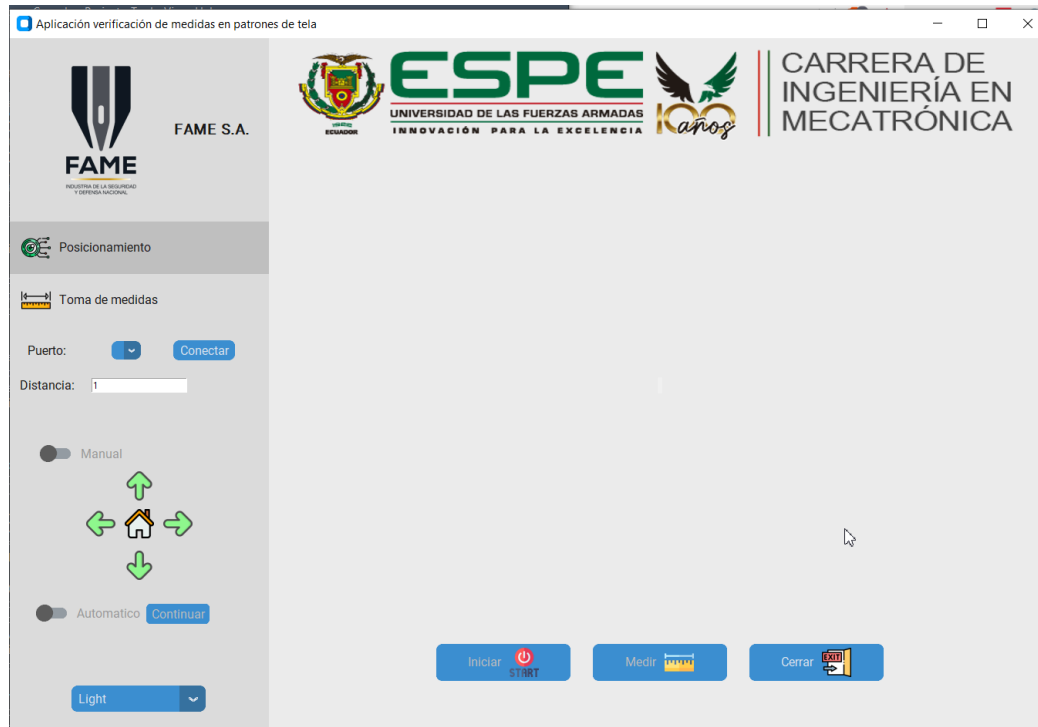 Aplicación verificación de medidas en patrones de tela
FAME
INDUSTRIA DE LA SEGURIDAD
Y DEFENSA NACIONAL
FAME S.A.
ECUADOR
ESPE
UNIVERSIDAD DE LAS FUERZAS ARMADAS
INNOVACIÓN PARA LA EXCELENCIA
100 años
CARRERA DE
INGENIERÍA EN
MECATRÓNICA
Posicionamiento
Toma de medidas
Puerto:
Conectar
Distancia:
1
Manual
Automatico
Continuar
Light
Iniciar
START
Medir
Cerrar
EXIT